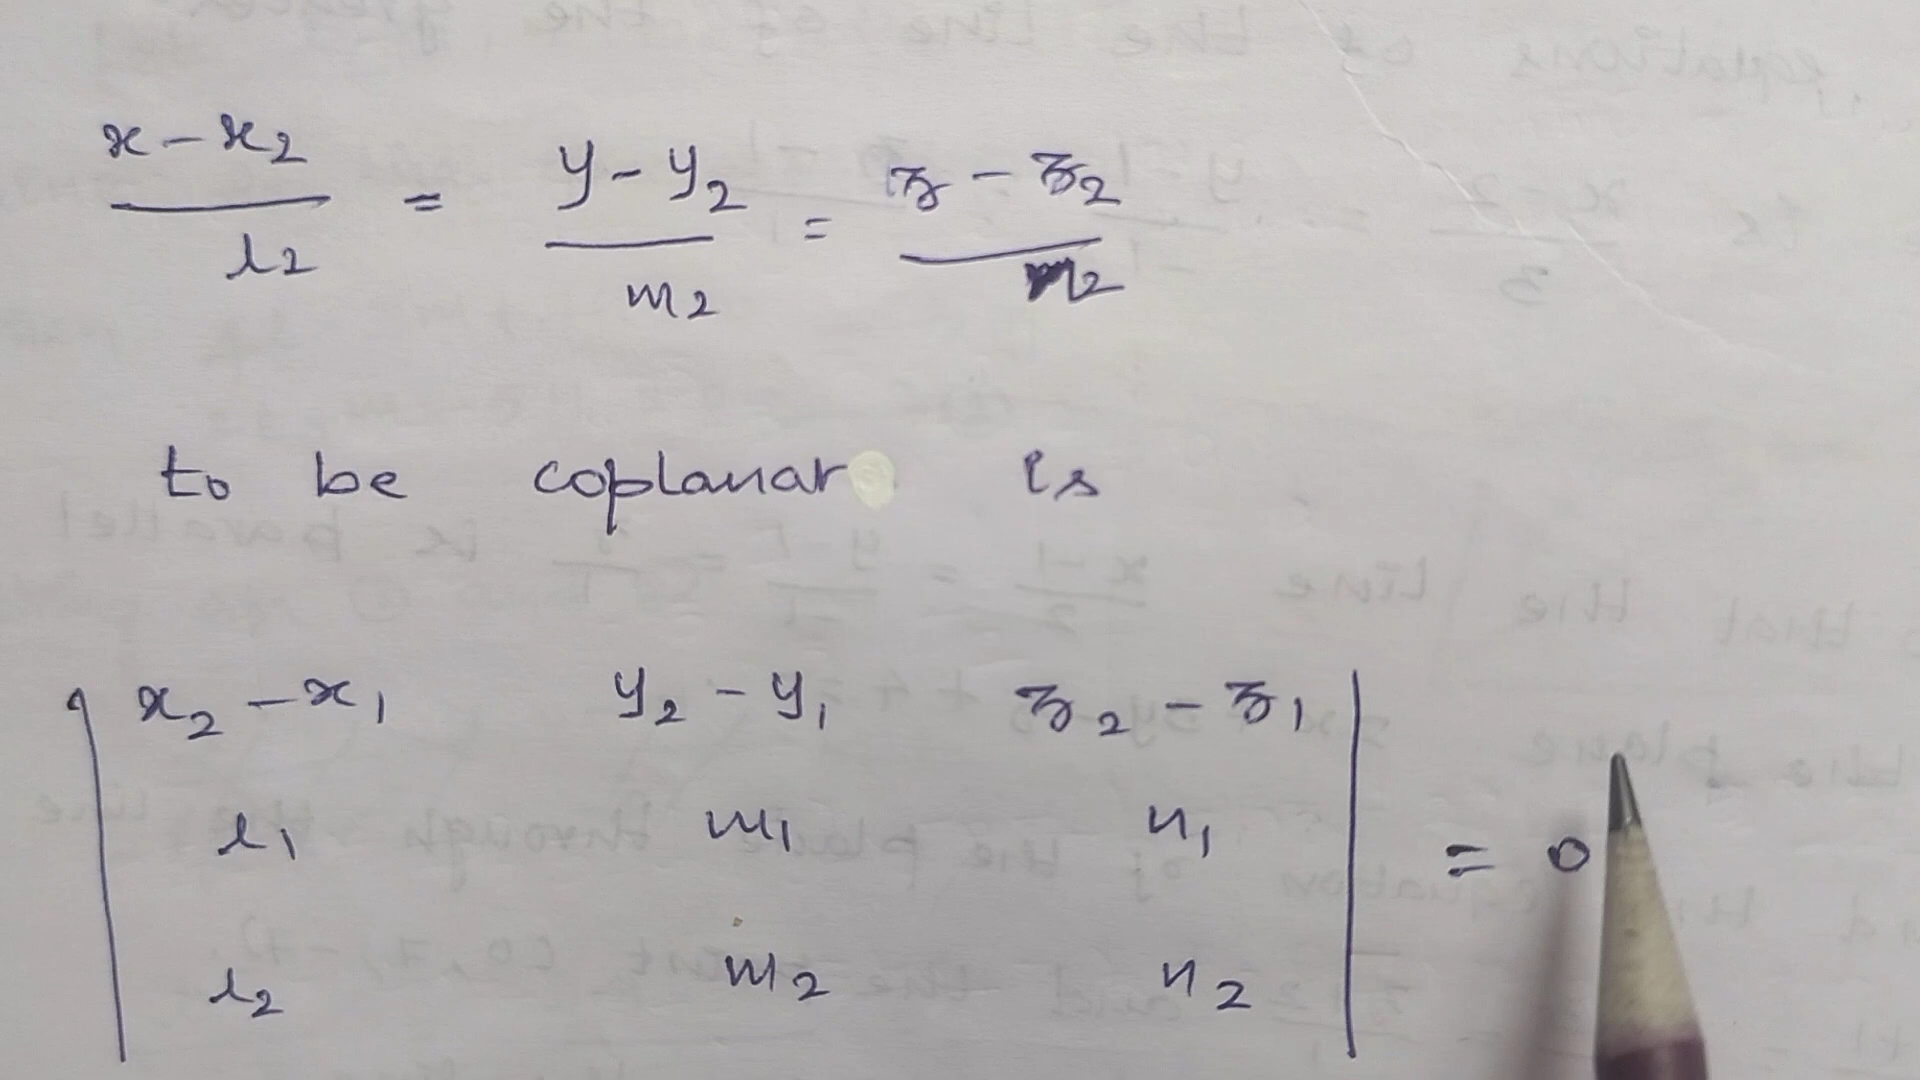 x - x₂ / l₂ = y - y₂ / m₂ = z - z₂ / n₂
to be coplanar is
| x₂ - x₁ y₂ - y₁ z₂ - z₁ |
| l₁ m₁ n₁ | = 0
| l₂ m₂ n₂ |